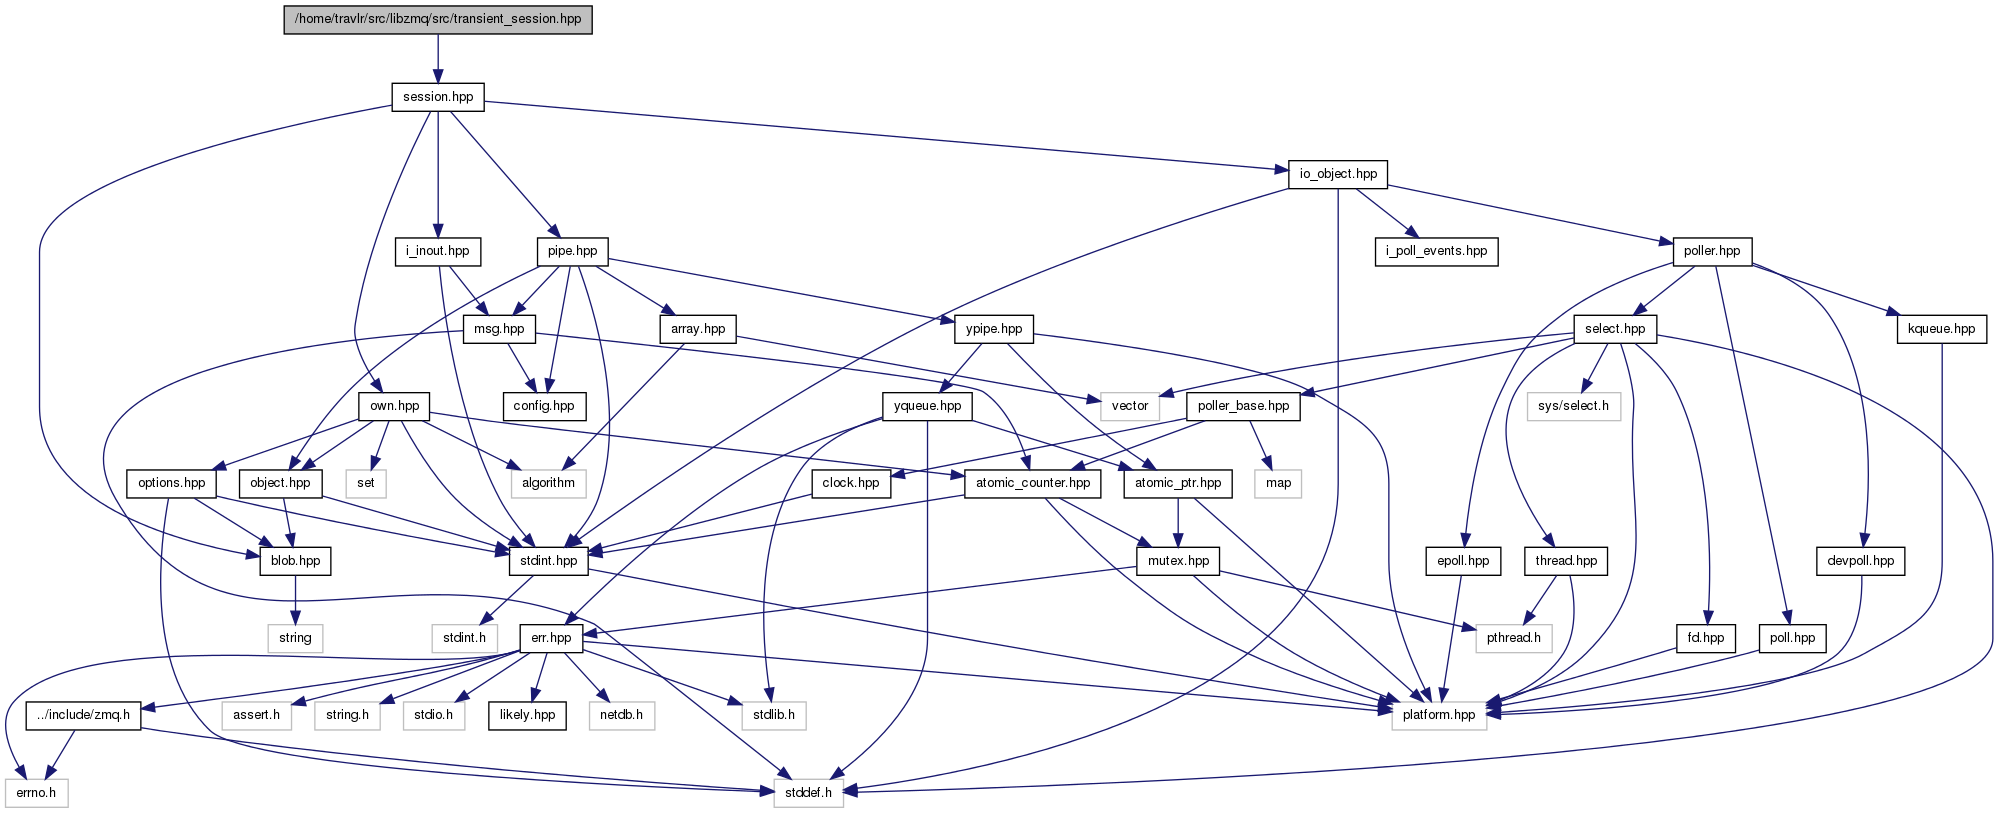 /home/travlr/src/libzmq/src/transient_session.hpp
session.hpp
io_object.hpp
i_inout.hpp
pipe.hpp
i_poll_events.hpp
poller.hpp
msg.hpp
array.hpp
ypipe.hpp
select.hpp
kqueue.hpp
own.hpp
config.hpp
yqueue.hpp
vector
poller_base.hpp
sys/select.h
options.hpp
object.hpp
set
algorithm
clock.hpp
atomic_counter.hpp
atomic_ptr.hpp
map
blob.hpp
stdint.hpp
mutex.hpp
epoll.hpp
thread.hpp
devpoll.hpp
string
stdint.h
err.hpp
pthread.h
fd.hpp
poll.hpp
../include/zmq.h
assert.h
string.h
stdio.h
likely.hpp
netdb.h
stdlib.h
platform.hpp
errno.h
stddef.h